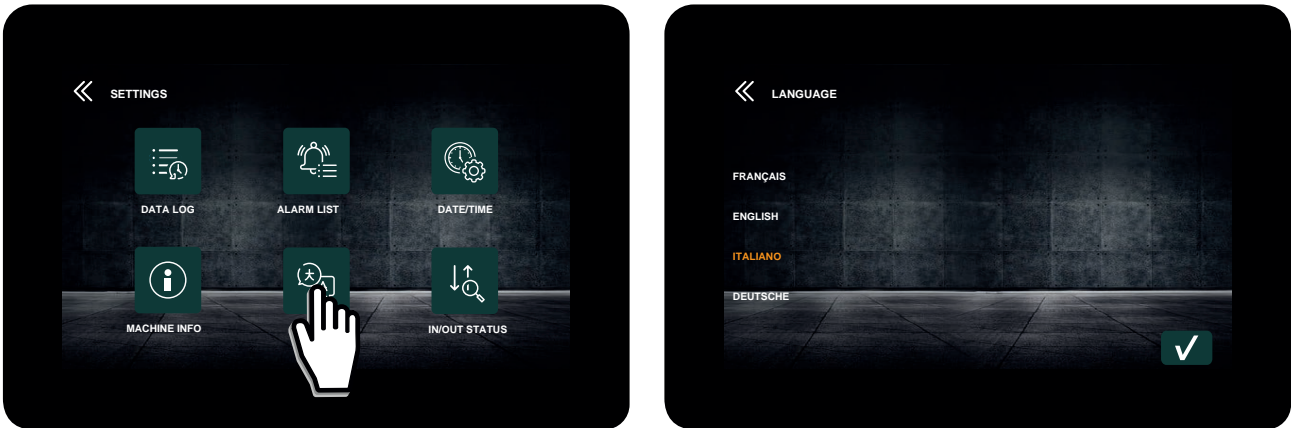 SETTINGS
DATA LOG
ALARM LIST
DATE/TIME
MACHINE INFO
IN/OUT STATUS
LANGUAGE
FRANÇAIS
ENGLISH
ITALIANO
DEUTSCHE